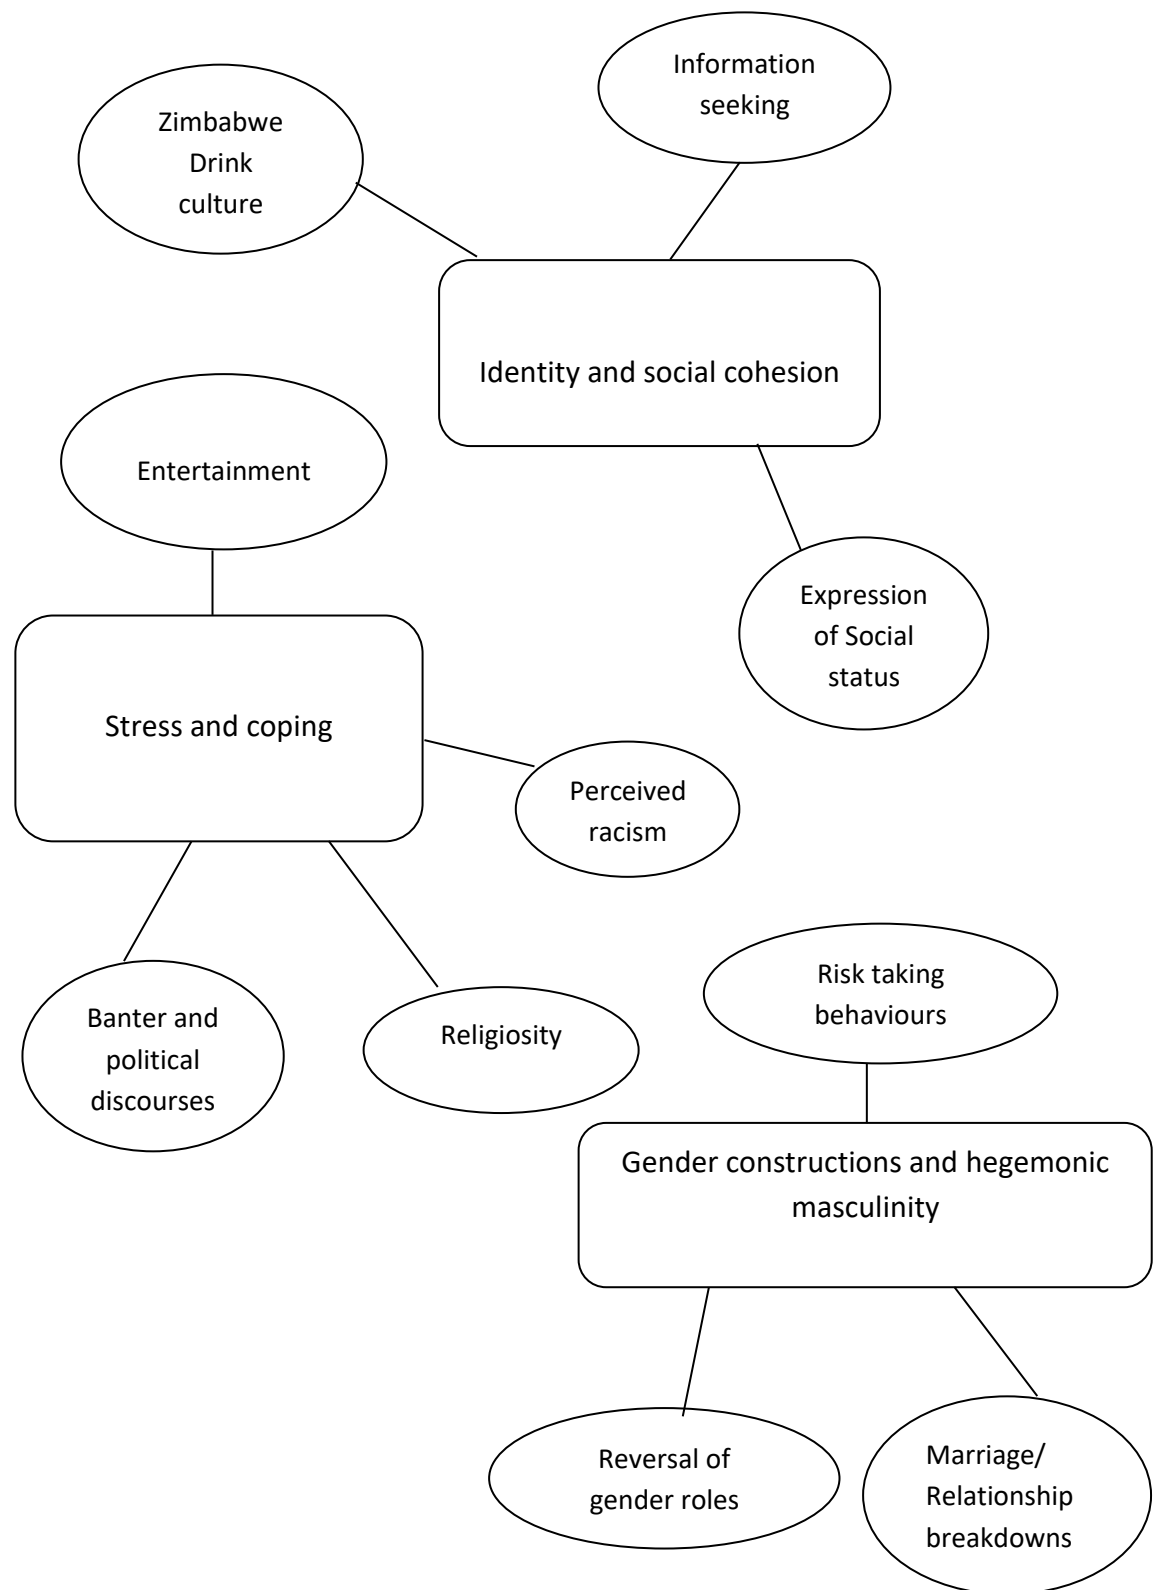 Information
seeking
Zimbabwe
Drink
culture
Identity and social cohesion
Entertainment
Expression
of Social
status
Stress and coping
Perceived
racism
Banter and
political
discourses
Religiosity
Risk taking
behaviours
Gender constructions and hegemonic
masculinity
Reversal of
gender roles
Marriage/
Relationship
breakdowns